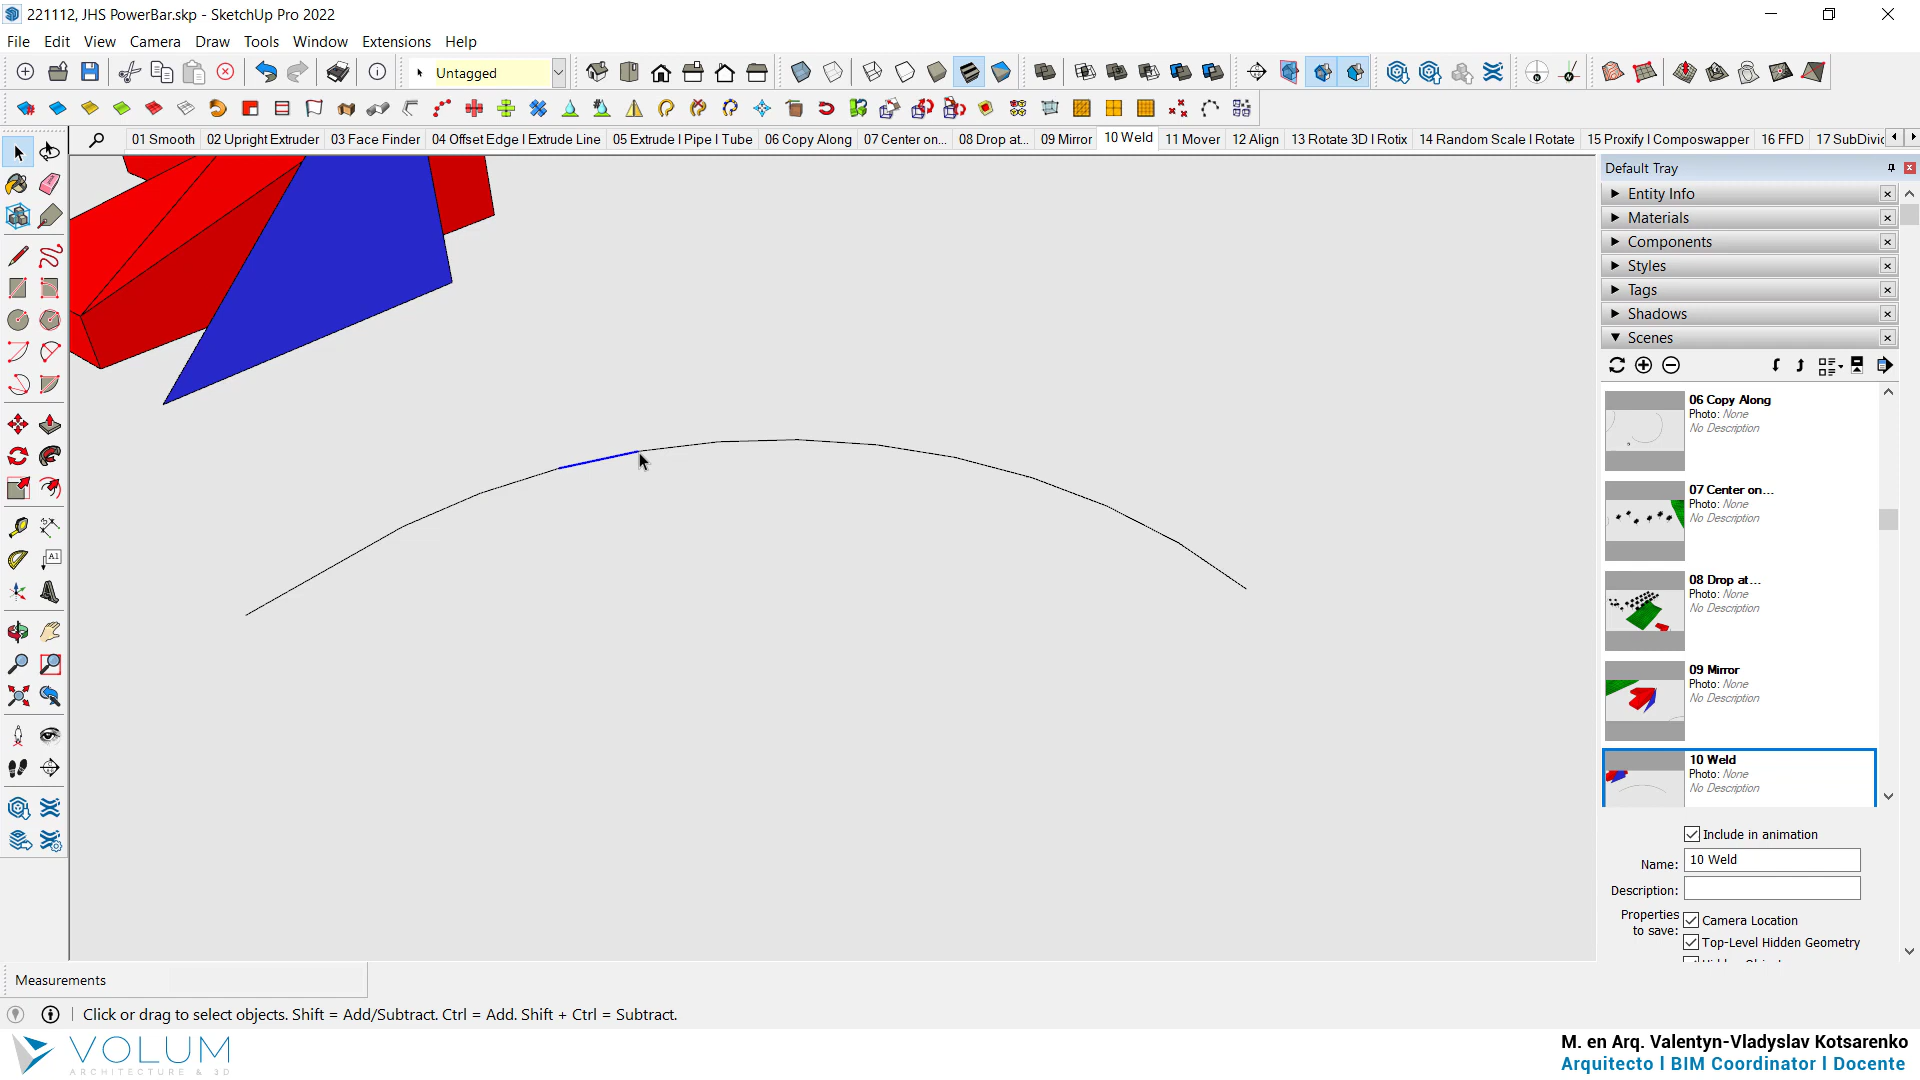 221112, JHS PowerBar.skp - SketchUp Pro 2022
File Edit View Camera Draw Tools Window Extensions Help
Untagged
01 Smooth 02 Upright Extruder 03 Face Finder 04 Offset Edge I Extrude Line 05 Extrude I Pipe I Tube 06 Copy Along 07 Center on... 08 Drop at... 09 Mirror 10 Weld 11 Mover 12 Align 13 Rotate 3D I Rotix 14 Random Scale I Rotate 15 Proxify I Composwapper 16 FFD 17 SubDivi
Default Tray
Entity Info
Materials
Components
Styles
Tags
Shadows
Scenes
06 Copy Along
Photo: None
No Description
07 Center on...
Photo: None
No Description
08 Drop at...
Photo: None
No Description
09 Mirror
Photo: None
No Description
10 Weld
Photo: None
No Description
Include in animation
Name: 10 Weld
Description:
Properties to save:
Camera Location
Top-Level Hidden Geometry
A1
Measurements
Click or drag to select objects. Shift = Add/Subtract. Ctrl = Add. Shift + Ctrl = Subtract.
VOLUM
ARCHITECTURE & 3D
M. en Arq. Valentyn-Vladyslav Kotsarenko
Arquitecto I BIM Coordinator I Docente